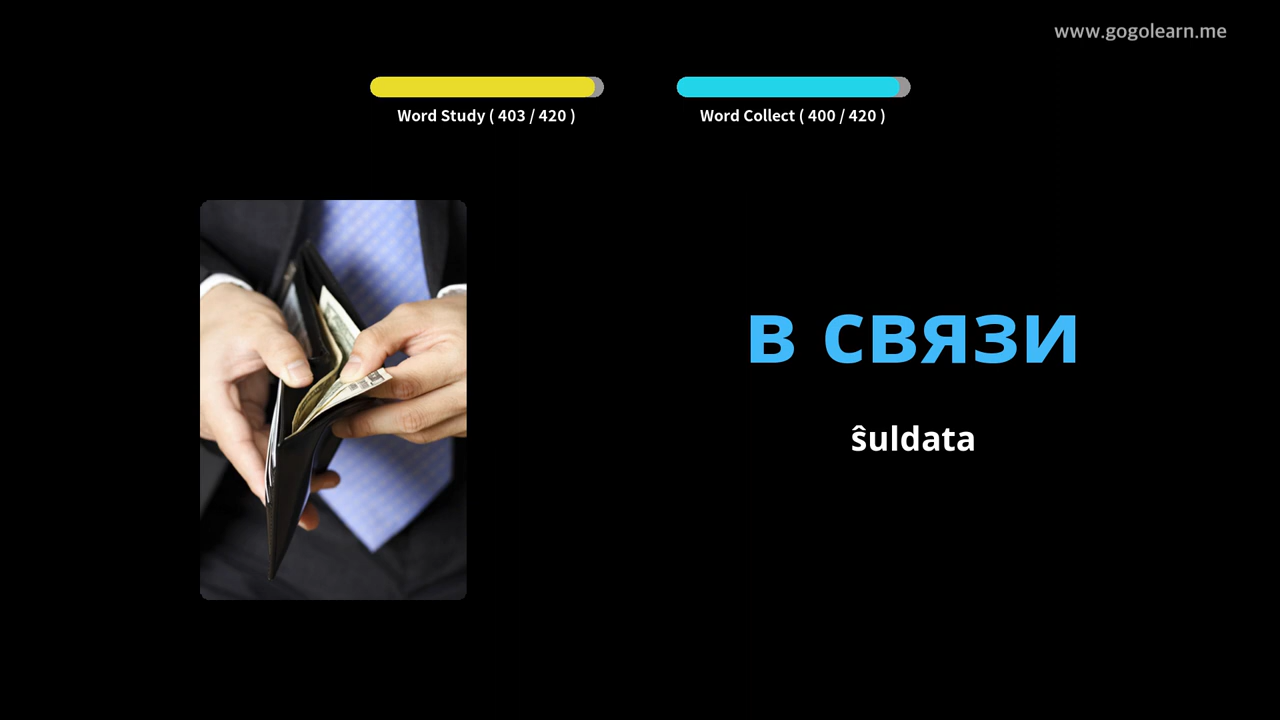 www.gogolearn.me
Word Study ( 403 / 420 )
Word Collect ( 400 / 420 )
в связи
ŝuldata